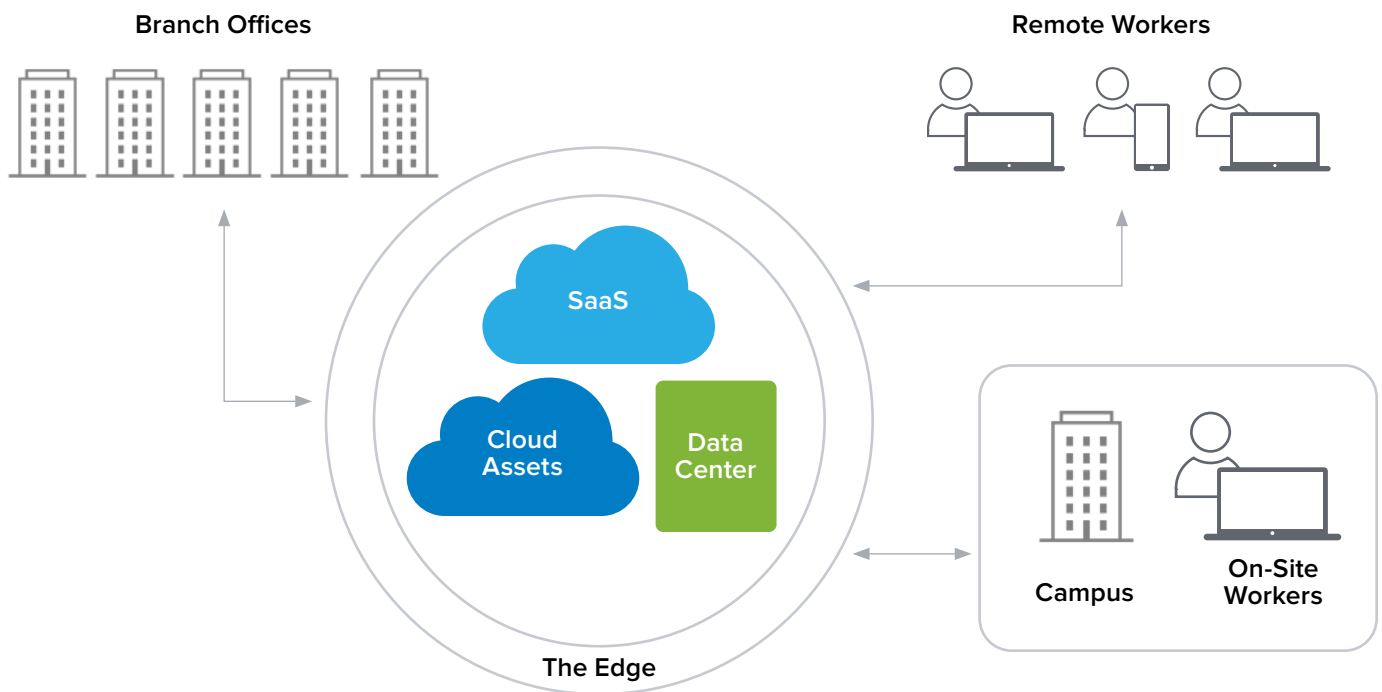 Branch Offices
Remote Workers
SaaS
Cloud
Assets
Data
Center
Campus
On-Site
Workers
The Edge